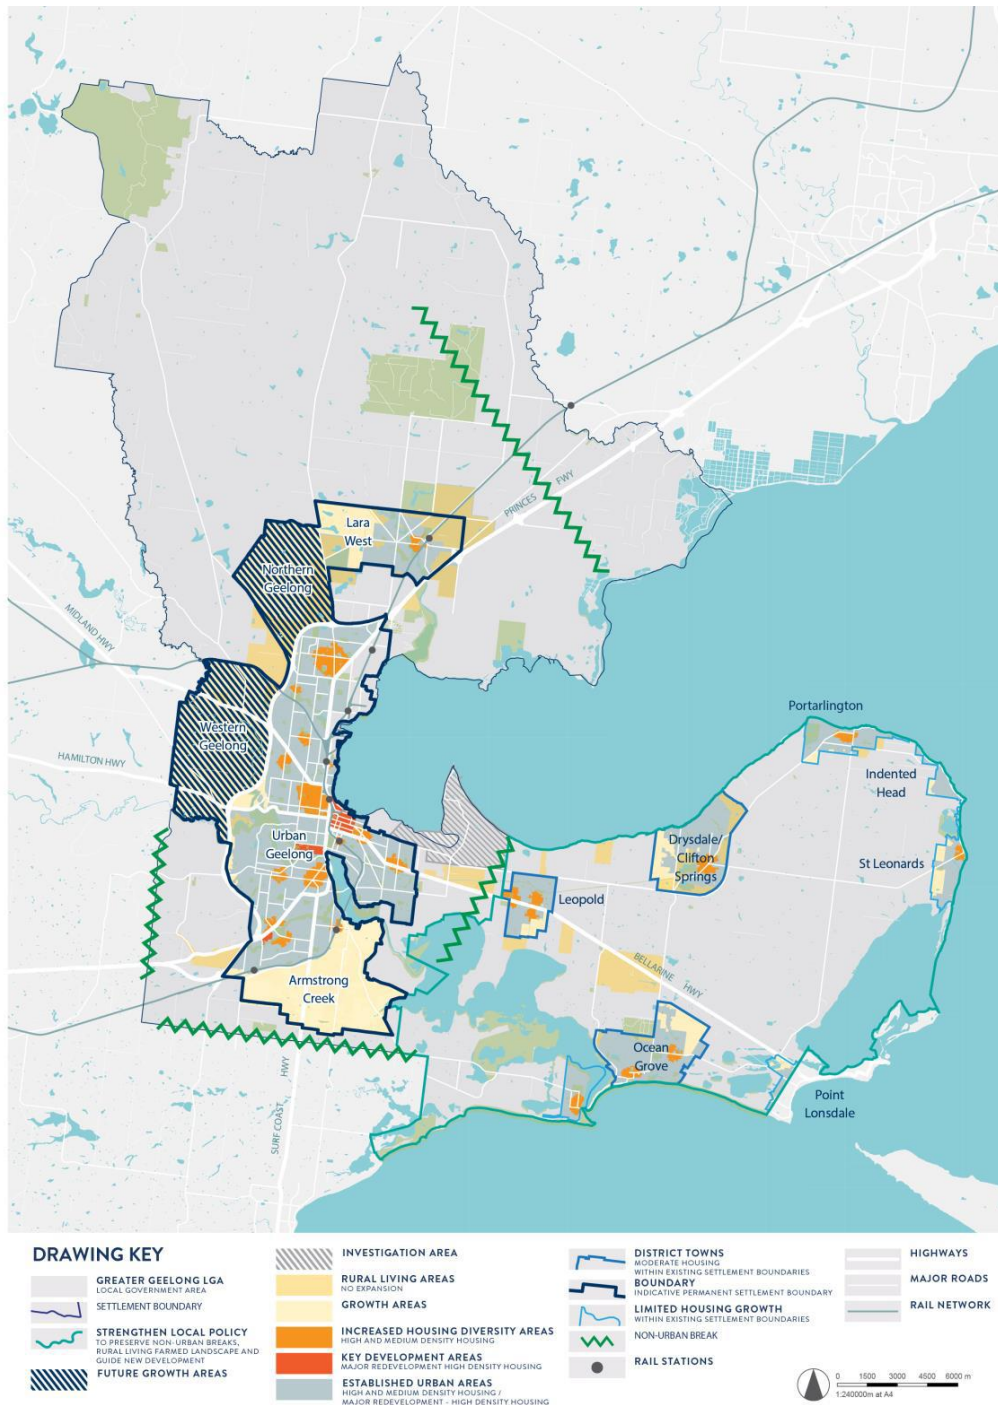 Lara
West
PRINCES FWY
Northern
Geelong
MIDLAND HWY
Western
Geelong
HAMILTON HWY
Portarlington
Indented
Head
Urban
Geelong
Drysdale/
Clifton
Springs
St Leonards
Leopold
BELLARINE HWY
Armstrong
Creek
Ocean
Grove
Point
Lonsdale
SURF COAST HWY
DRAWING KEY
GREATER GEELONG LGA
LOCAL GOVERNMENT AREA
SETTLEMENT BOUNDARY
STRENGTHEN LOCAL POLICY
TO PRESERVE NON-URBAN BREAKS,
RURAL LIVING FARMED LANDSCAPE AND
GUIDE NEW DEVELOPMENT
FUTURE GROWTH AREAS
INVESTIGATION AREA
RURAL LIVING AREAS
NO EXPANSION
GROWTH AREAS
INCREASED HOUSING DIVERSITY AREAS
HIGH AND MEDIUM DENSITY HOUSING
KEY DEVELOPMENT AREAS
MAJOR REDEVELOPMENT HIGH DENSITY HOUSING
ESTABLISHED URBAN AREAS
HIGH AND MEDIUM DENSITY HOUSING /
MAJOR REDEVELOPMENT - HIGH DENSITY HOUSING
DISTRICT TOWNS
MODERATE HOUSING
WITHIN EXISTING SETTLEMENT BOUNDARIES
BOUNDARY
INDICATIVE PERMANENT SETTLEMENT BOUNDARY
LIMITED HOUSING GROWTH
WITHIN EXISTING SETTLEMENT BOUNDARIES
NON-URBAN BREAK
RAIL STATIONS
HIGHWAYS
MAJOR ROADS
RAIL NETWORK
0 1500 3000 4500 6000 m
1:240000m at A4